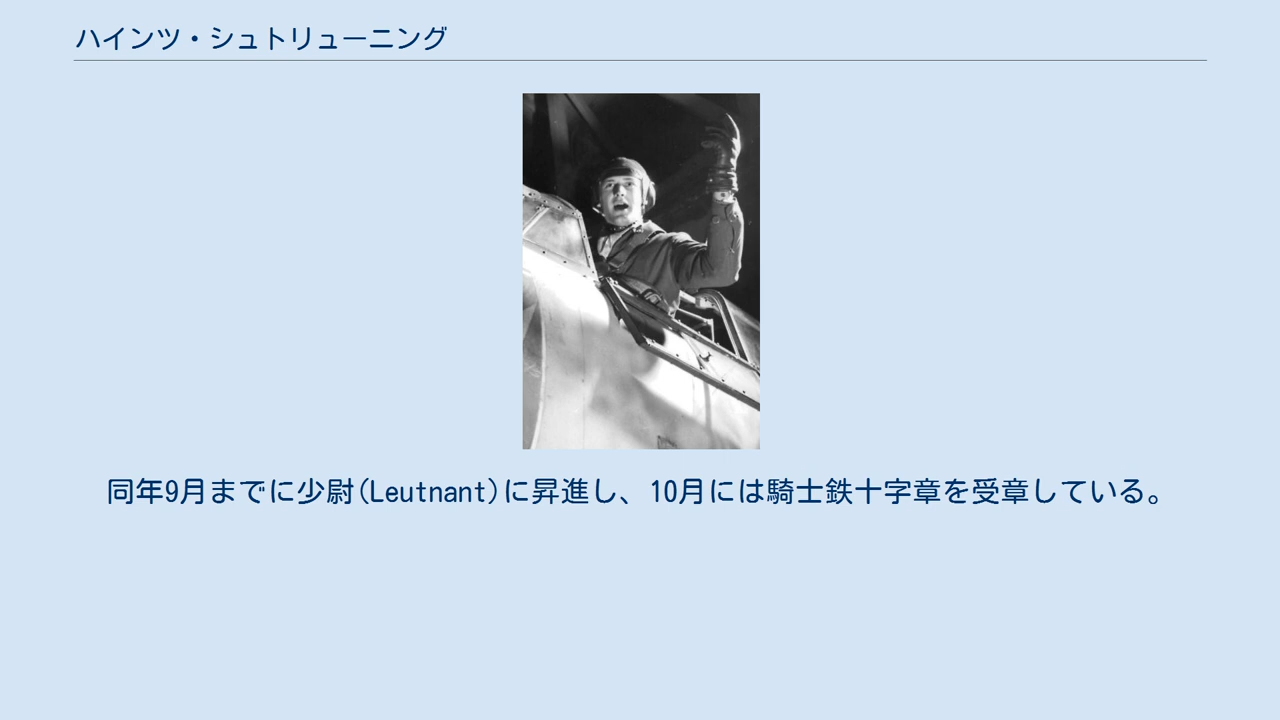 ハインツ・シュトリューニング
同年9月までに少尉(Leutnant)に昇進し、10月には騎士鉄十字章を受章している。